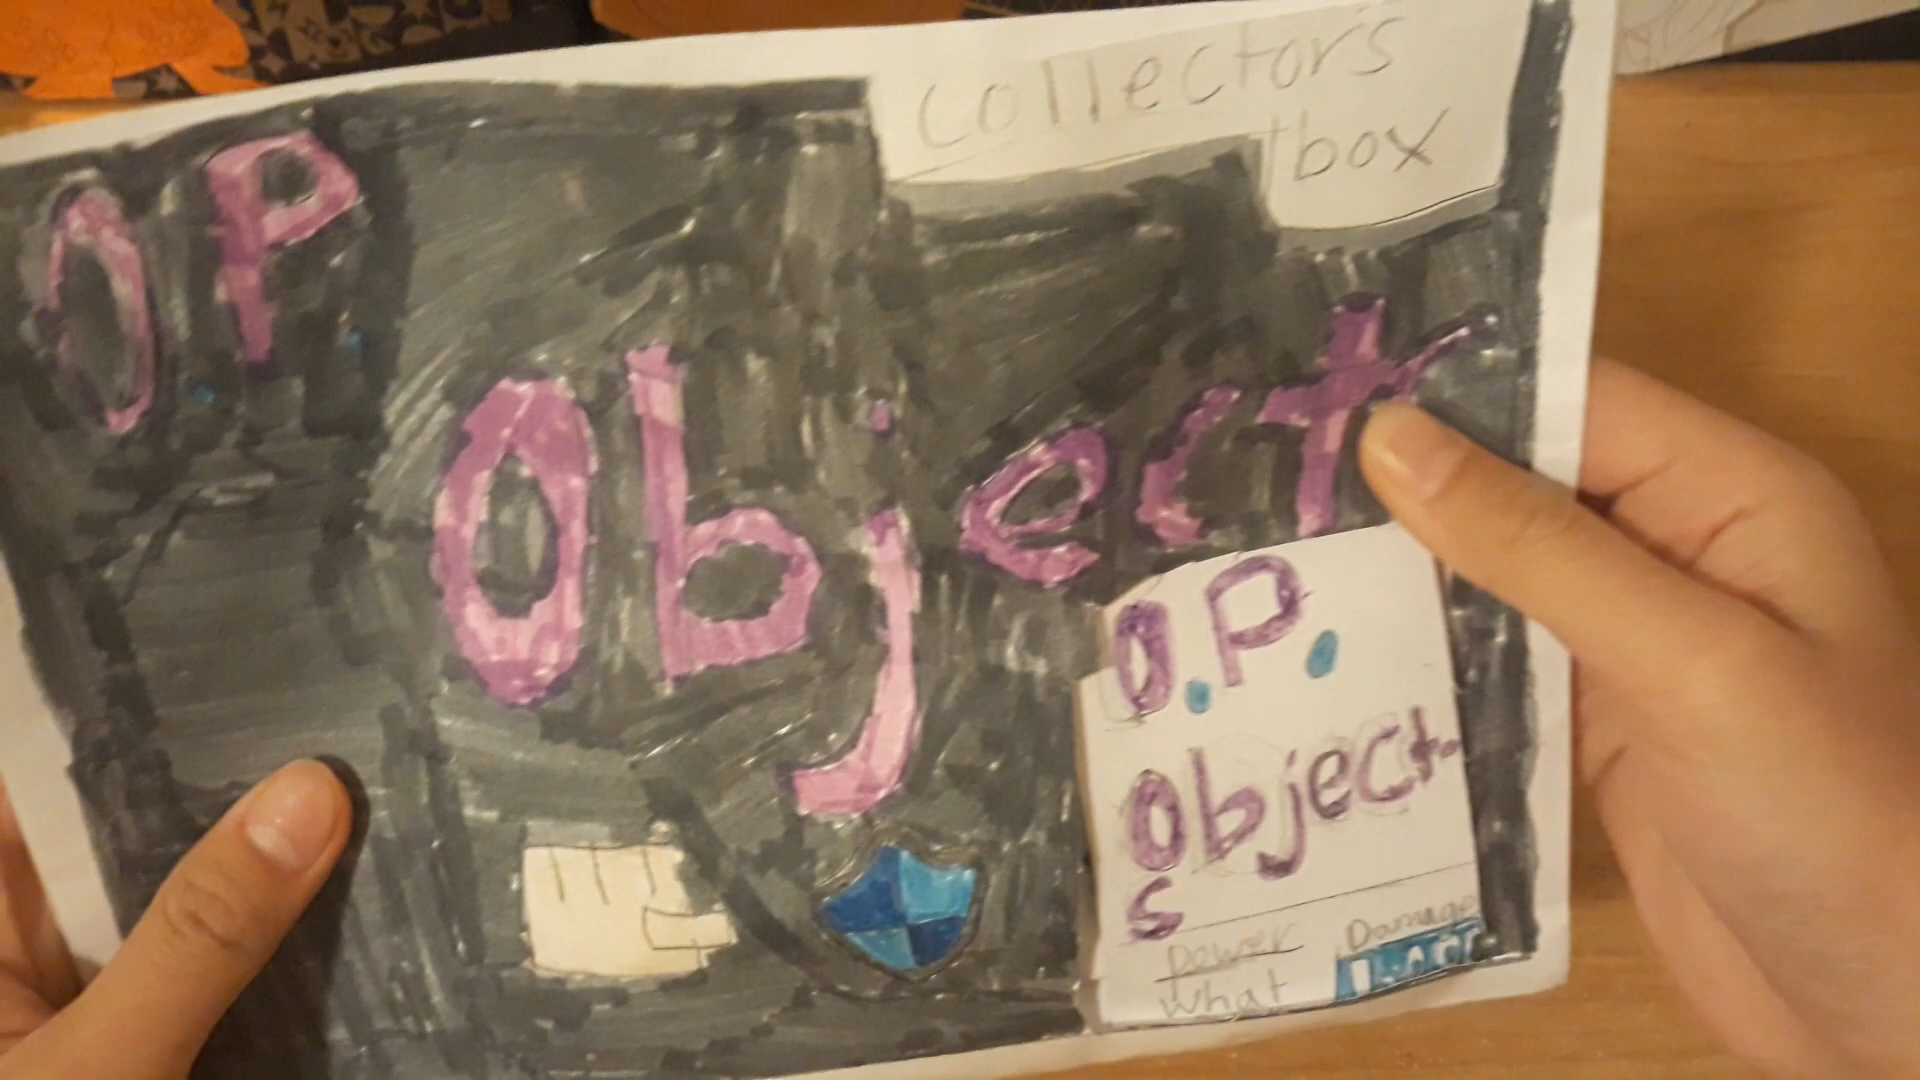 collectors
box
O.P
Object
O.P.
Object
s
power
Damage
what